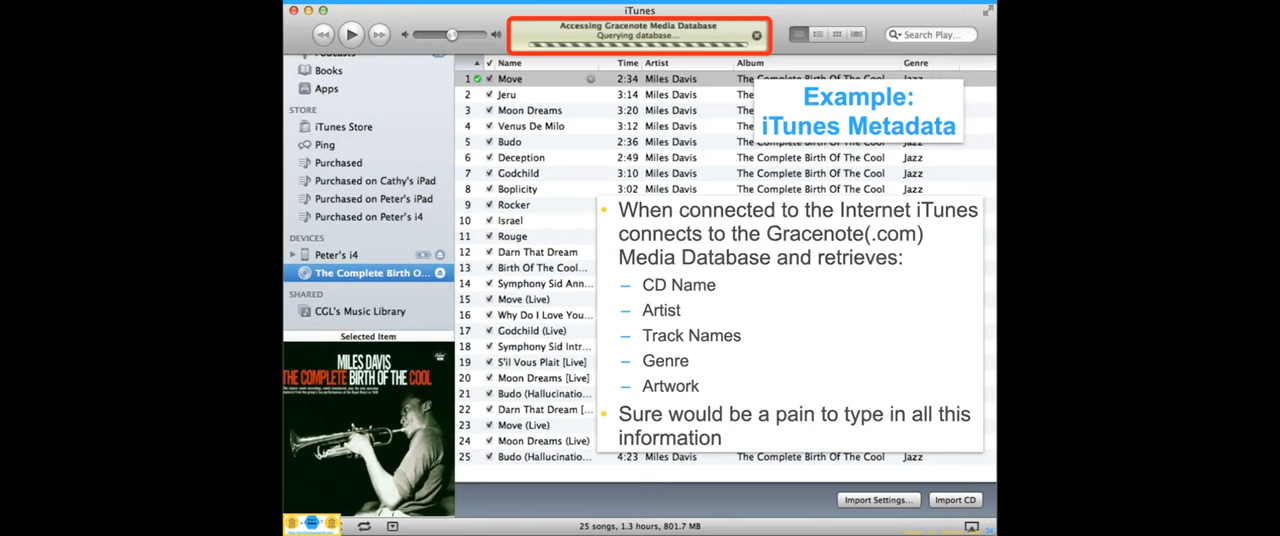 iTunes
Accessing Gracenote Media Database
Querying database...
Search Play...
Books
Apps
STORE
iTunes Store
Ping
Purchased
Purchased on Cathy's iPad
Purchased on Peter's iPad
Purchased on Peter's i4
DEVICES
Peter's i4
The Complete Birth O...
SHARED
CGL's Music Library
Selected Item
MILES DAVIS
THE COMPLETE BIRTH OF THE COOL
Name Time Artist Album Genre
1 Move 2:34 Miles Davis The Complete Birth Of The Cool Jazz
2 Jeru 3:14 Miles Davis The
3 Moon Dreams 3:20 Miles Davis The
4 Venus De Milo 3:12 Miles Davis The
5 Budo 2:36 Miles Davis The Complete Birth Of The Cool Jazz
6 Deception 2:49 Miles Davis The Complete Birth Of The Cool Jazz
7 Godchild 3:10 Miles Davis The Complete Birth Of The Cool Jazz
8 Boplicity 3:02 Miles Davis The Complete Birth Of The Cool Jazz
9 Rocker
10 Israel
11 Rouge
12 Darn That Dream
13 Birth Of The Cool...
14 Symphony Sid Ann...
15 Move (Live)
16 Why Do I Love You...
17 Godchild (Live)
18 Symphony Sid Intr...
19 S'il Vous Plait [Live]
20 Moon Dreams [Live]
21 Budo (Hallucinatio...
22 Darn That Dream [...
23 Move (Live)
24 Moon Dreams (Live)
25 Budo (Hallucinatio... 4:23 Miles Davis The Complete Birth Of The Cool Jazz
Example:
iTunes Metadata
• When connected to the Internet iTunes
connects to the Gracenote(.com)
Media Database and retrieves:
– CD Name
– Artist
– Track Names
– Genre
– Artwork
• Sure would be a pain to type in all this
information
Import Settings... Import CD
25 songs, 1.3 hours, 801.7 MB